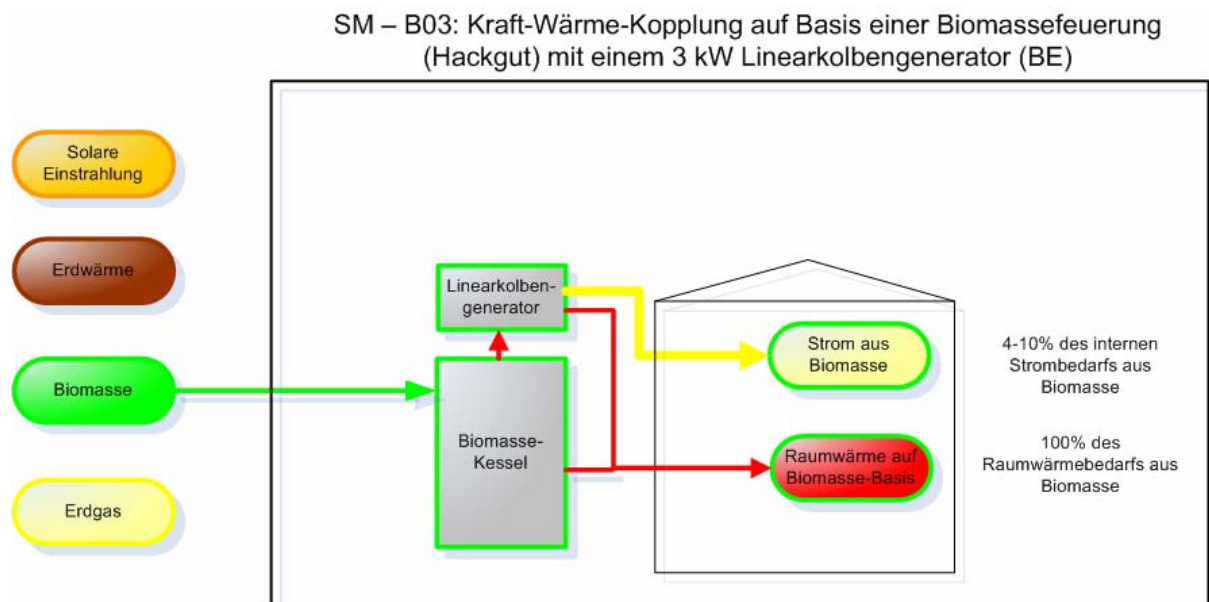 SM – B03: Kraft-Wärme-Kopplung auf Basis einer Biomassefeuerung
(Hackgut) mit einem 3 kW Linearkolbengenerator (BE)
Solare
Einstrahlung
Erdwärme
Biomasse
Erdgas
Linearkolben-
generator
Biomasse-
Kessel
Strom aus
Biomasse
Raumwärme auf
Biomasse-Basis
4-10% des internen
Strombedarfs aus
Biomasse
100% des
Raumwärmebedarfs aus
Biomasse